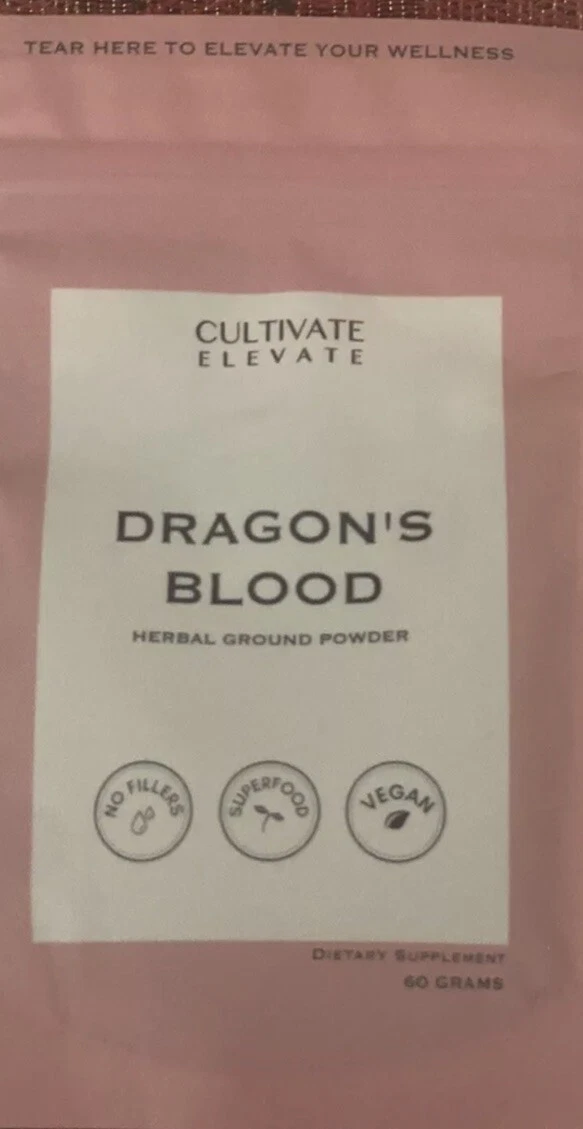 TEAR HERE TO ELEVATE YOUR WELLNESS
CULTIVATE
ELEVATE
DRAGON'S
BLOOD
HERBAL GROUND POWDER
NO FILLERS
SUPERFOOD
VEGAN
DIETARY SUPPLEMENT
60 GRAMS